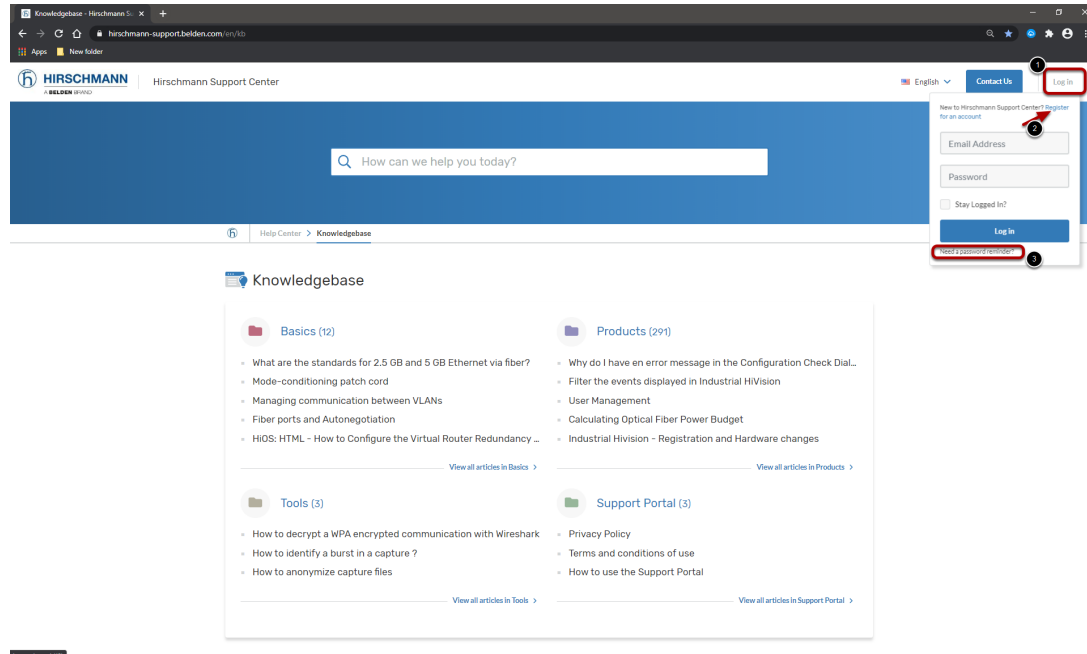 Knowledgebase - Hirschmann Su
hirschmann-support.belden.com/en/kb
Apps New folder
HIRSCHMANN
A BELDEN BRAND
Hirschmann Support Center
English
Contact Us
1
Log in
New to Hirschmann Support Center? Register
for an account
2
How can we help you today?
Email Address
Password
Stay Logged In?
Log in
Need a password reminder?
3
Help Center > Knowledgebase
Knowledgebase
Basics (12)
What are the standards for 2.5 GB and 5 GB Ethernet via fiber?
Mode-conditioning patch cord
Managing communication between VLANs
Fiber ports and Autonegotiation
HiOS: HTML - How to Configure the Virtual Router Redundancy ...
View all articles in Basics >
Products (291)
Why do I have en error message in the Configuration Check Dial...
Filter the events displayed in Industrial HiVision
User Management
Calculating Optical Fiber Power Budget
Industrial Hivision - Registration and Hardware changes
View all articles in Products >
Tools (3)
How to decrypt a WPA encrypted communication with Wireshark
How to identify a burst in a capture ?
How to anonymize capture files
View all articles in Tools >
Support Portal (3)
Privacy Policy
Terms and conditions of use
How to use the Support Portal
View all articles in Support Portal >